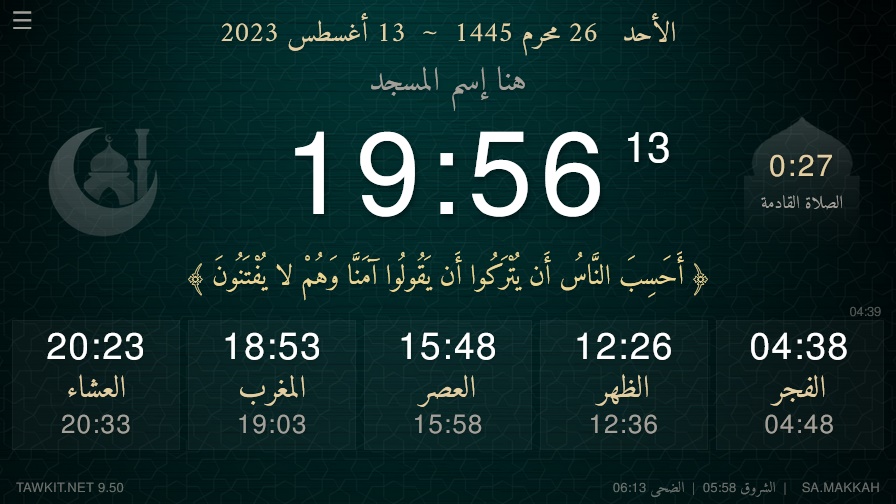 الأحد 26 محرم 1445 ~ 13 أغسطس 2023
هنا إسم المسجد
19:56 13
0:27
الصلاة القادمة
﴿ أَحَسِبَ النَّاسُ أَن يُتْرَكُوا أَن يَقُولُوا آمَنَّا وَهُمْ لا يُفْتَنُونَ ﴾
04:39
04:38
الفجر
04:48
12:26
الظهر
12:36
15:48
العصر
15:58
18:53
المغرب
19:03
20:23
العشاء
20:33
SA.MAKKAH | الشروق 05:58 | الضحى 06:13
TAWKIT.NET 9.50